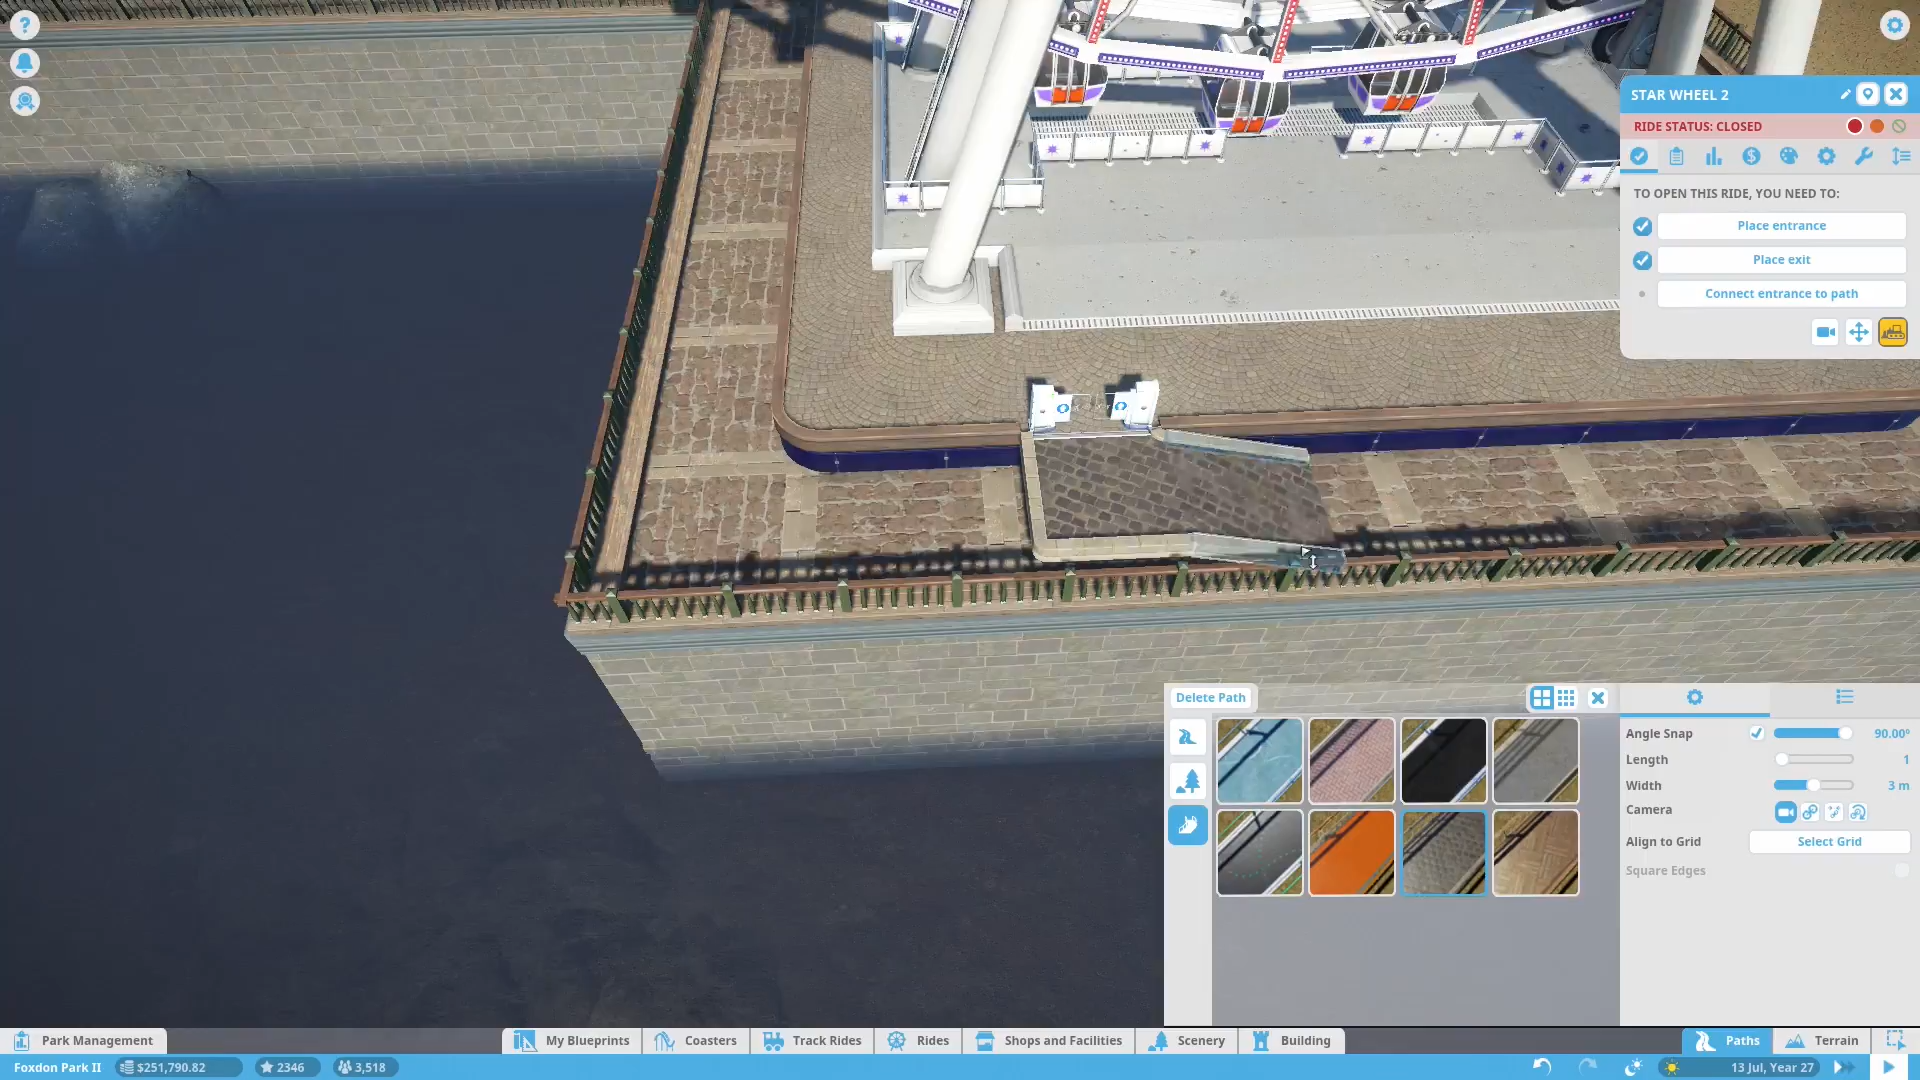 ?
STAR WHEEL 2
RIDE STATUS: CLOSED
TO OPEN THIS RIDE, YOU NEED TO:
Place entrance
Place exit
Connect entrance to path
Delete Path
Angle Snap 90.00°
Length 1
Width 3 m
Camera
Align to Grid Select Grid
Square Edges
Park Management My Blueprints Coasters Track Rides Rides Shops and Facilities Scenery Building Paths Terrain
Foxdon Park II $251,790.82 2346 3,518 13 Jul, Year 27